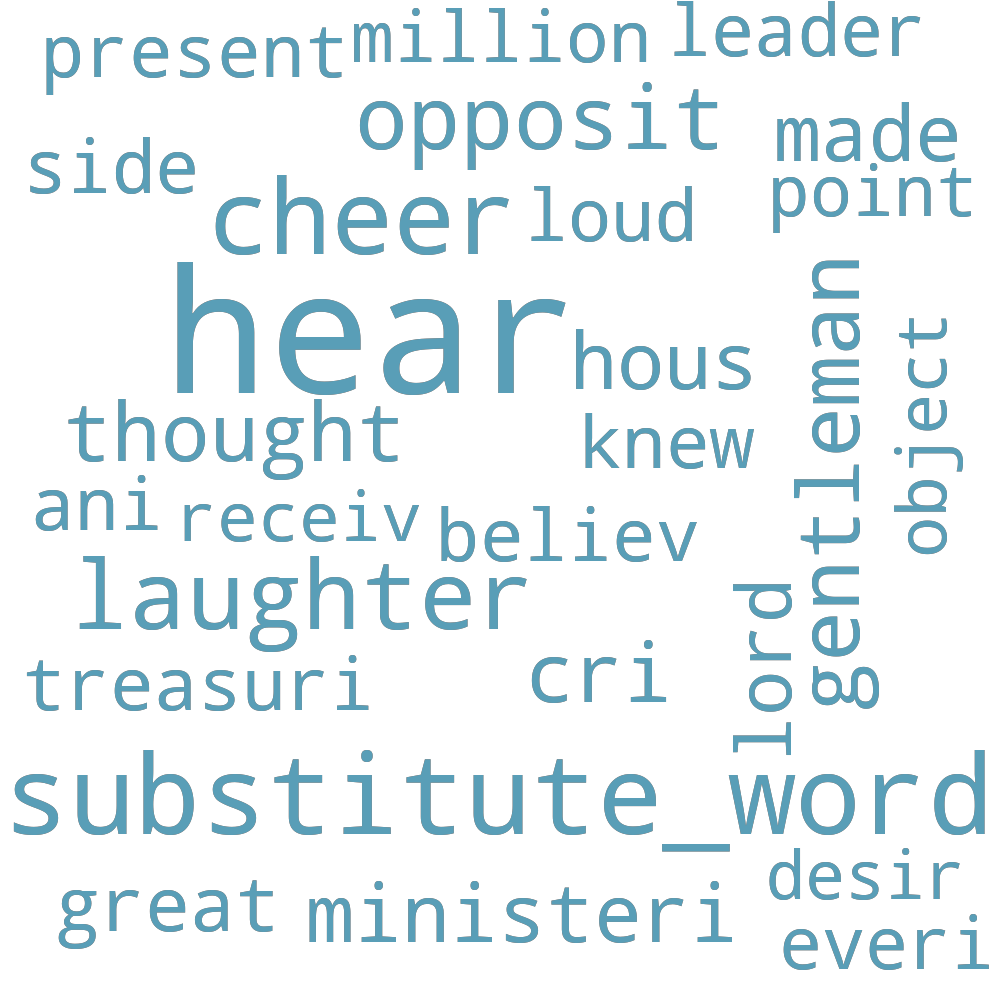 present million leader
opposit
made
side
point
cheer loud
hear
hous
gentleman
object
thought
knew
ani receiv believ
laughter
lord
treasuri cri
substitute_word
desir
great ministeri
everi